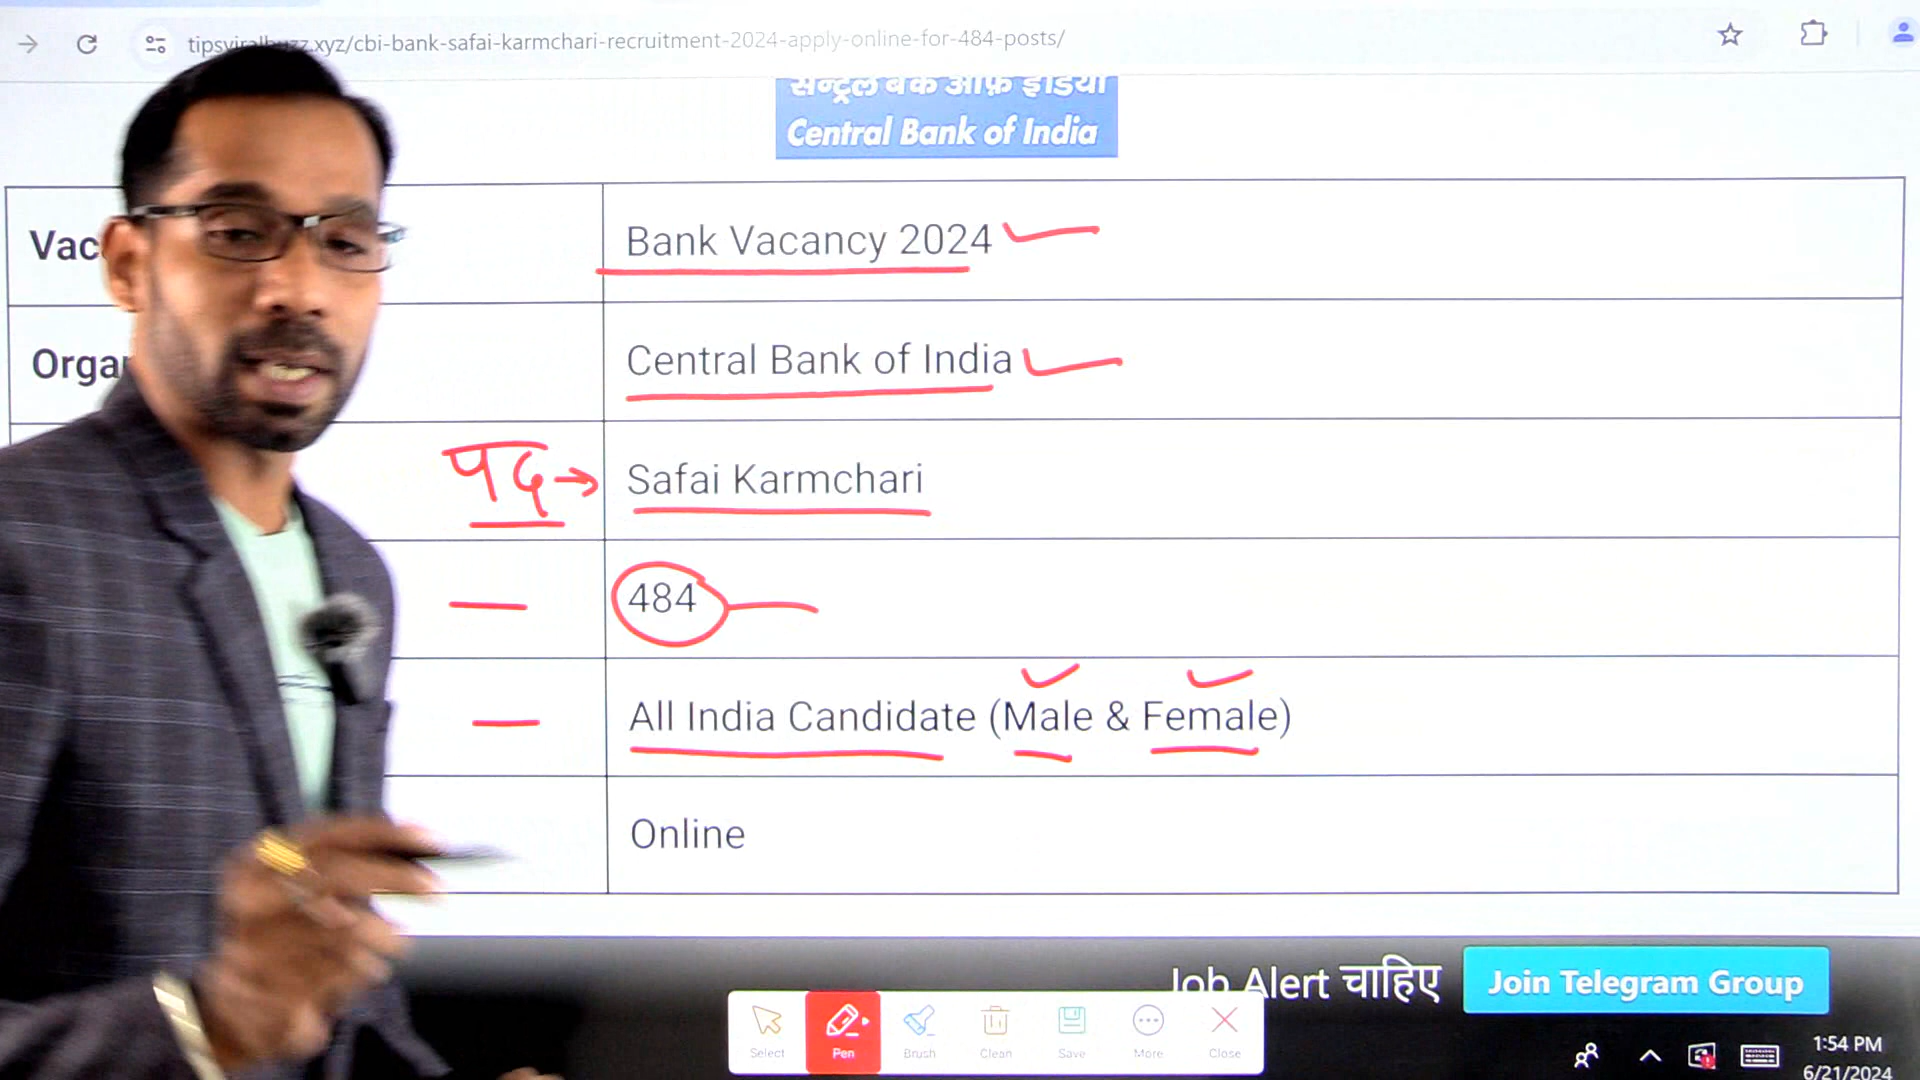 tipsviralbuzz.xyz/cbi-bank-safai-karmchari-recruitment-2024-apply-online-for-484-posts/
सेन्ट्रल बैंक ऑफ़ इंडिया
Central Bank of India
Vac
Bank Vacancy 2024
Orga
Central Bank of India
पद → Safai Karmchari
484
All India Candidate (Male & Female)
Online
Job Alert चाहिए
Join Telegram Group
Select
Pen
Brush
Clean
Save
More
Close
1:54 PM
6/21/2024